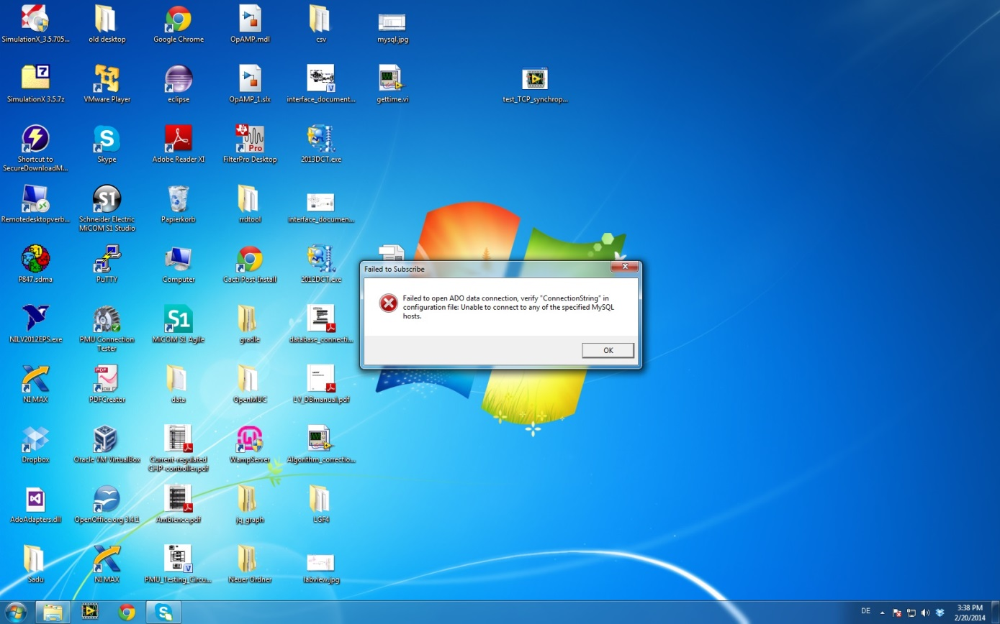 SimulationX_3.5.705...
old desktop
Google Chrome
OpAMP.mdl
csv
mysql.jpg
SimulationX 3.5.7z
VMware Player
eclipse
OpAMP_1.slx
interface_document...
gettime.vi
test_TCP_synchrop...
Shortcut to
SecureDownloadM...
Skype
Adobe Reader XI
FilterPro Desktop
2013DCT.exe
Remotedesktopverb...
Schneider Electric
MiCOM S1 Studio
Papierkorb
rrdtool
interface_documen...
P847.sdma
PuTTY
Computer
Cacti Post-Install
2012DCT.exe
Failed to Subscribe
Failed to open ADO data connection, verify "ConnectionString" in
configuration file: Unable to connect to any of the specified MySQL
hosts.
OK
NILV2012EPS.exe
PMU Connection
Tester
MiCOM S1 Agile
gradle
database_connecti...
NI MAX
PDFCreator
data
OpenMUC
LV_DBmanual.pdf
Dropbox
Oracle VM VirtualBox
Current-regulated
CHP-controller.pdf
WampServer
Algorithm_correctio...
AdoAdapters.dll
OpenOffice.org 3.4.1
Ambience.pdf
jq_graph
LGF4
Sadu
NI MAX
PMU_Testing_Circu...
Neuer Ordner
labview.jpg
DE
3:38 PM
2/20/2014